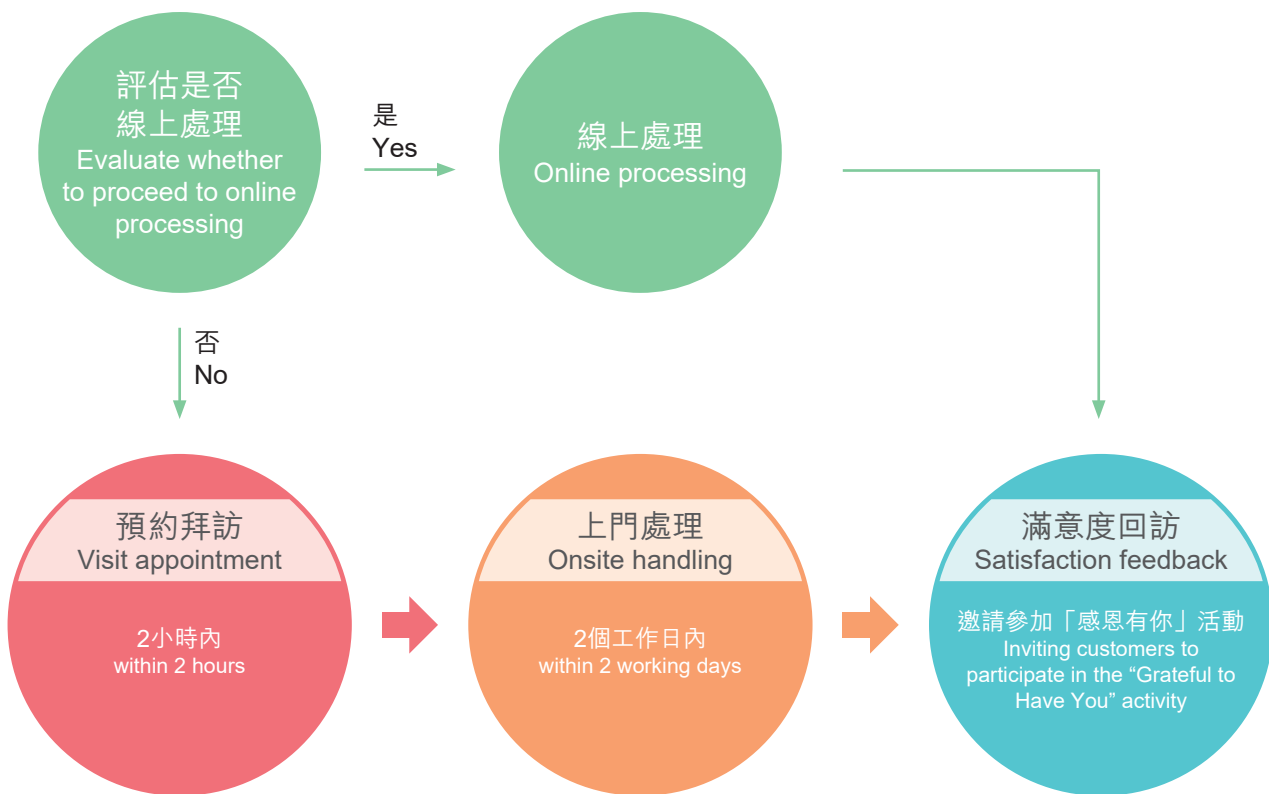 評估是否
線上處理
Evaluate whether
to proceed to online
processing
是
Yes
線上處理
Online processing
否
No
預約拜訪
Visit appointment
2小時內
within 2 hours
上門處理
Onsite handling
2個工作日內
within 2 working days
滿意度回訪
Satisfaction feedback
邀請參加「感恩有你」活動
Inviting customers to
participate in the “Grateful to
Have You” activity